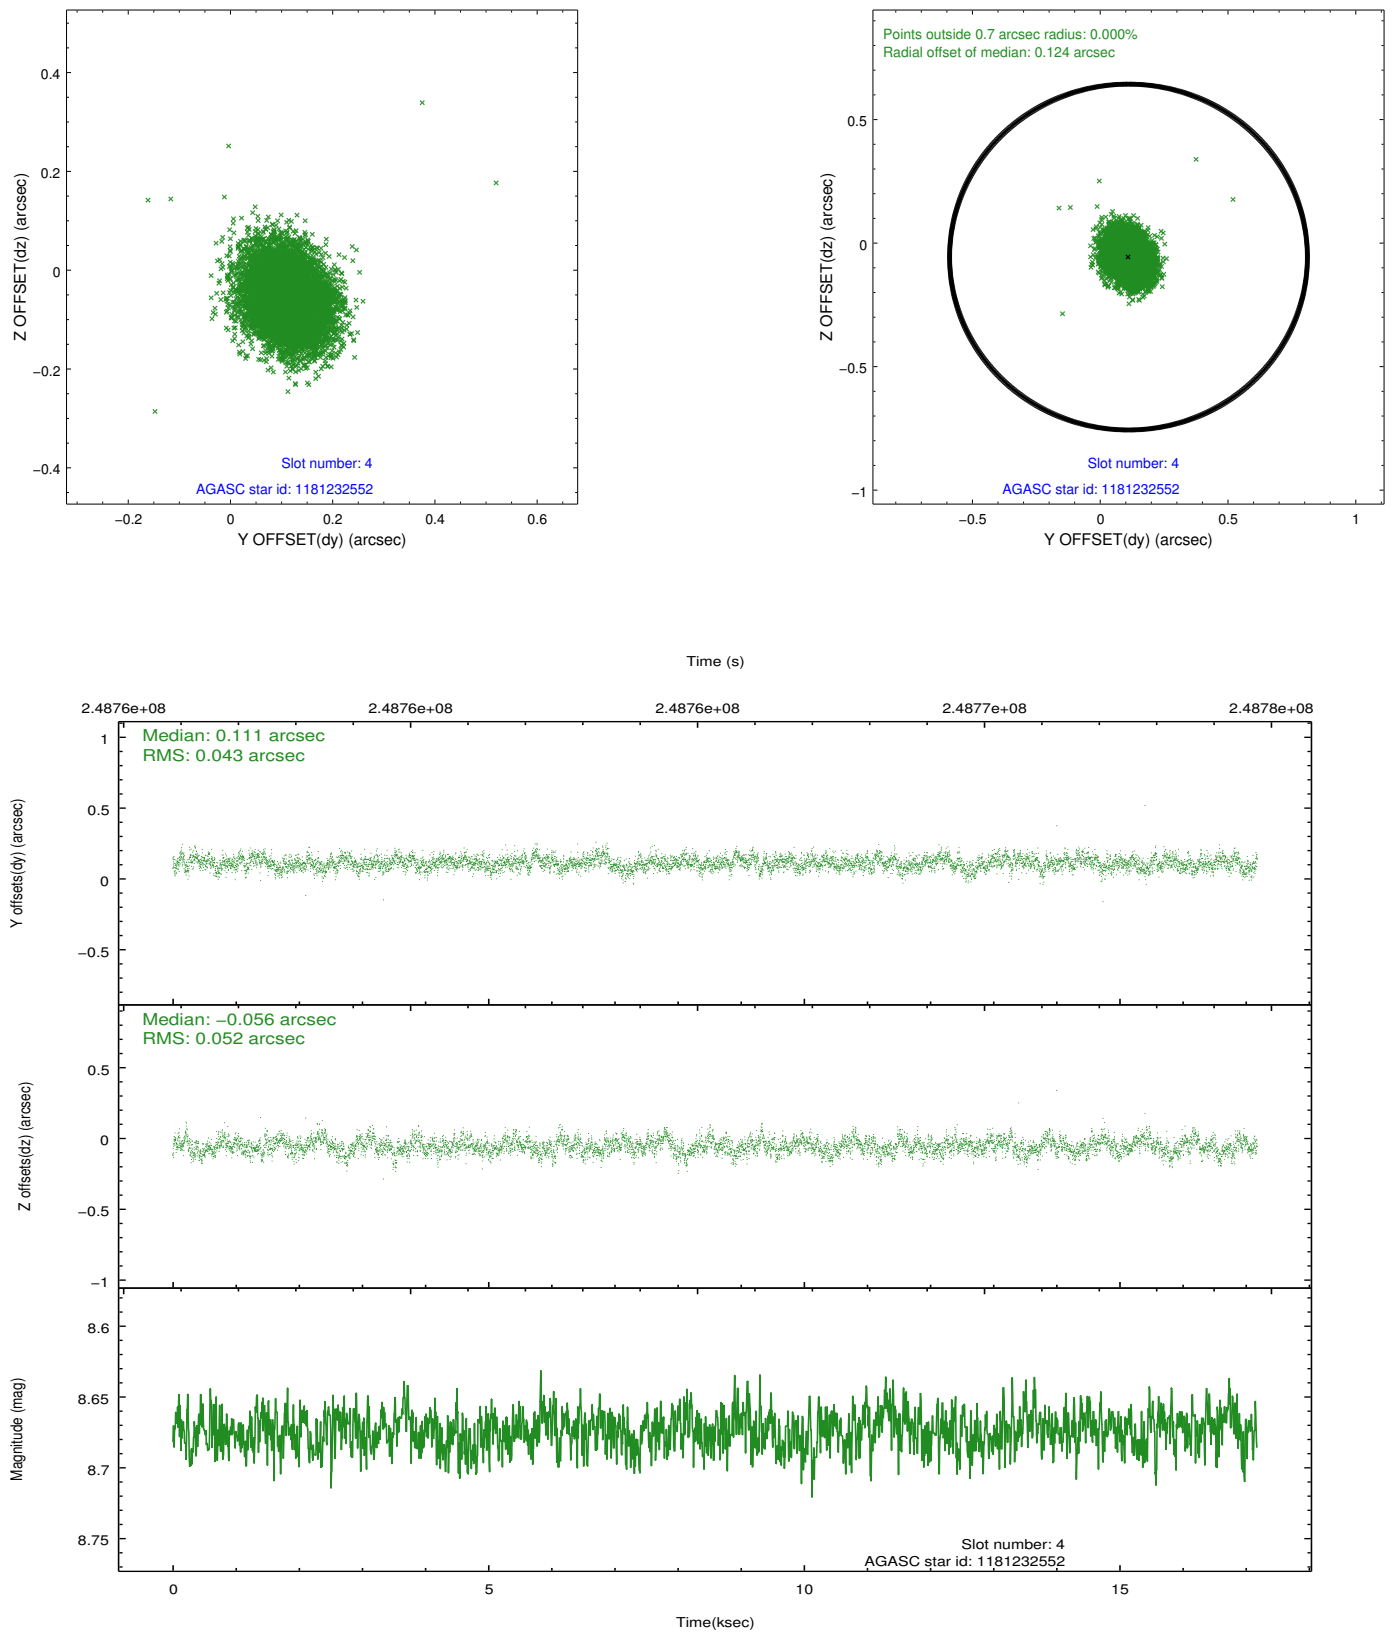 0.4
0.2
0
−0.2
−0.4
Z OFFSET(dz) (arcsec)
Slot number: 4
AGASC star id: 1181232552
−0.2 0 0.2 0.4 0.6
Y OFFSET(dy) (arcsec)
Points outside 0.7 arcsec radius: 0.000%
Radial offset of median: 0.124 arcsec
0.5
0
−0.5
−1
Z OFFSET(dz) (arcsec)
Slot number: 4
AGASC star id: 1181232552
−0.5 0 0.5 1
Y OFFSET(dy) (arcsec)
Time (s)
2.4876e+08 2.4876e+08 2.4876e+08 2.4877e+08 2.4878e+08
Median: 0.111 arcsec
RMS: 0.043 arcsec
1
0.5
0
−0.5
Y offsets(dy) (arcsec)
Median: −0.056 arcsec
RMS: 0.052 arcsec
0.5
0
−0.5
−1
Z offsets(dz) (arcsec)
8.6
8.65
8.7
8.75
Magnitude (mag)
Slot number: 4
AGASC star id: 1181232552
0 5 10 15
Time(ksec)